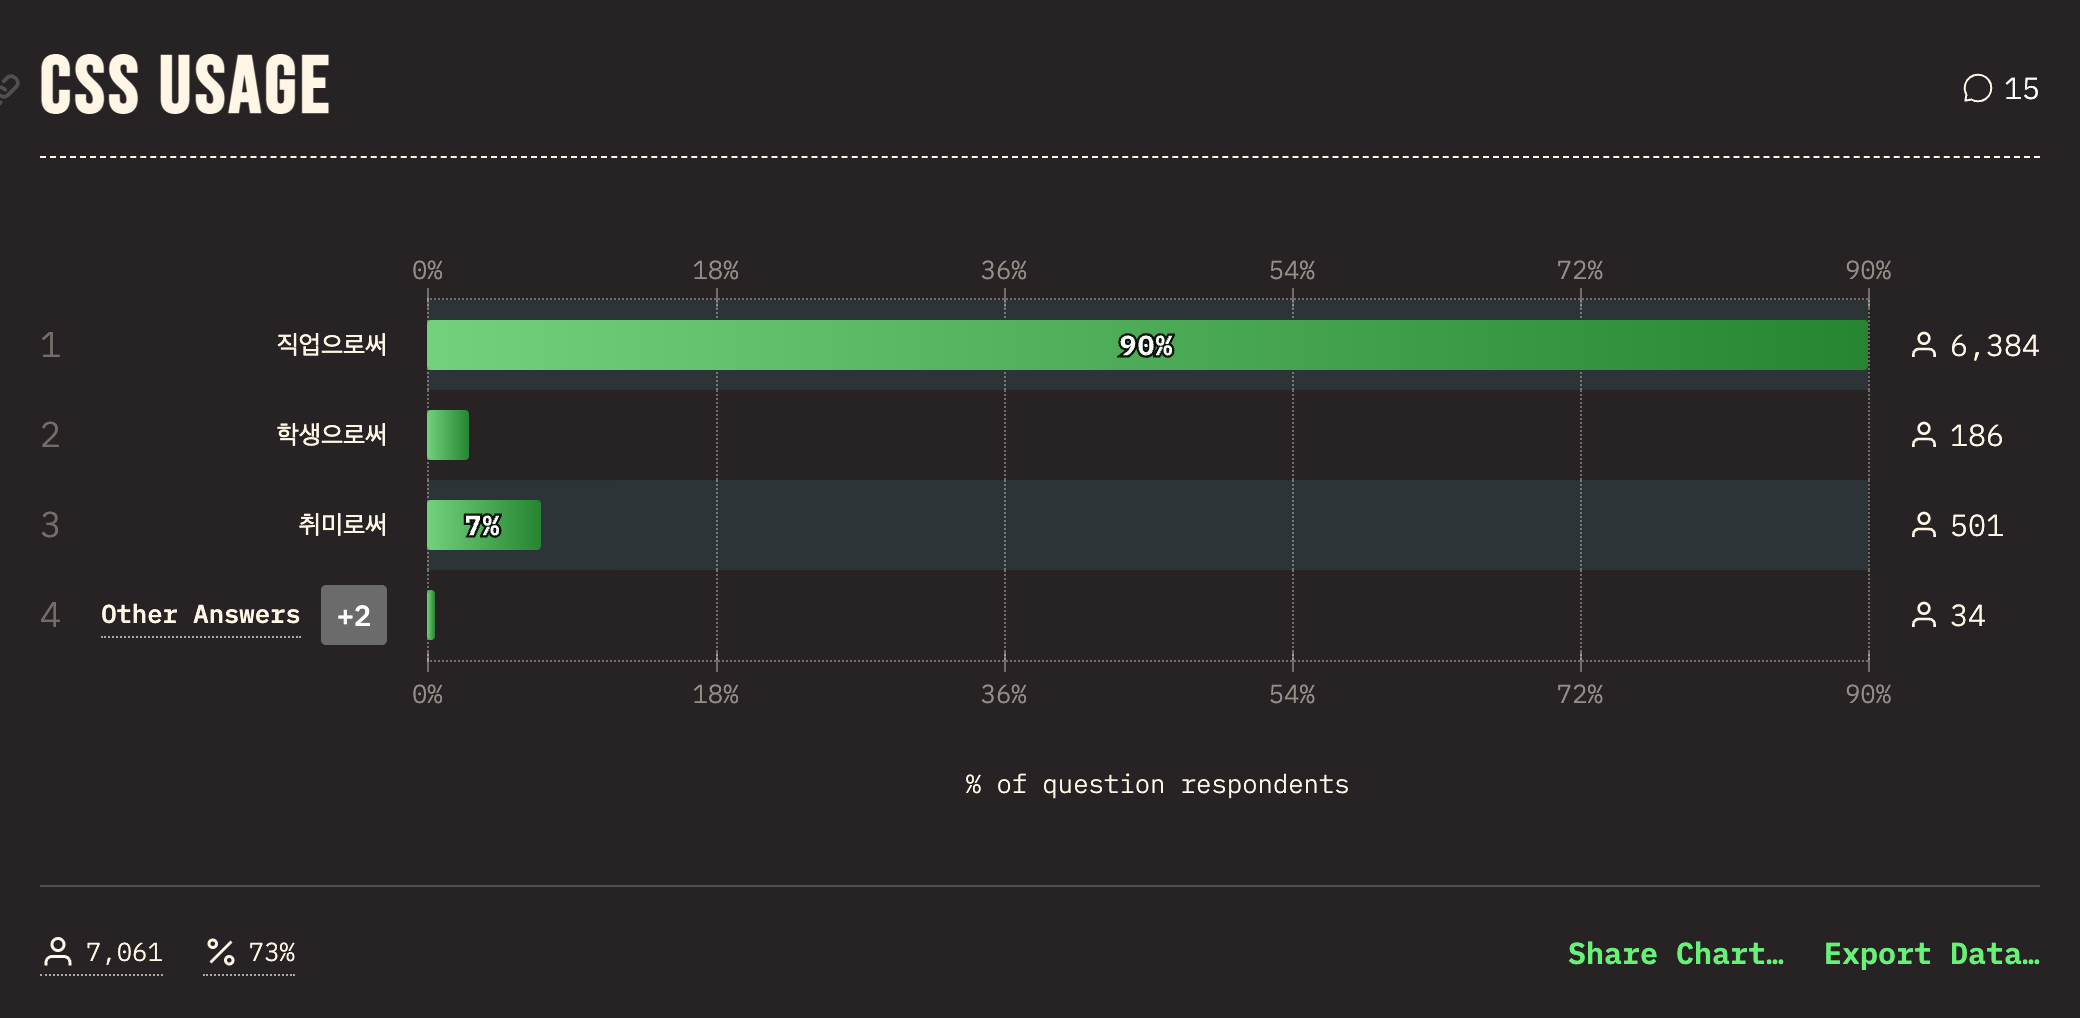 CSS USAGE
15
0% 18% 36% 54% 72% 90%
1 직업으로써 90% 6,384
2 학생으로써 186
3 취미로써 7% 501
4 Other Answers +2 34
0% 18% 36% 54% 72% 90%
% of question respondents
7,061 73% Share Chart… Export Data…